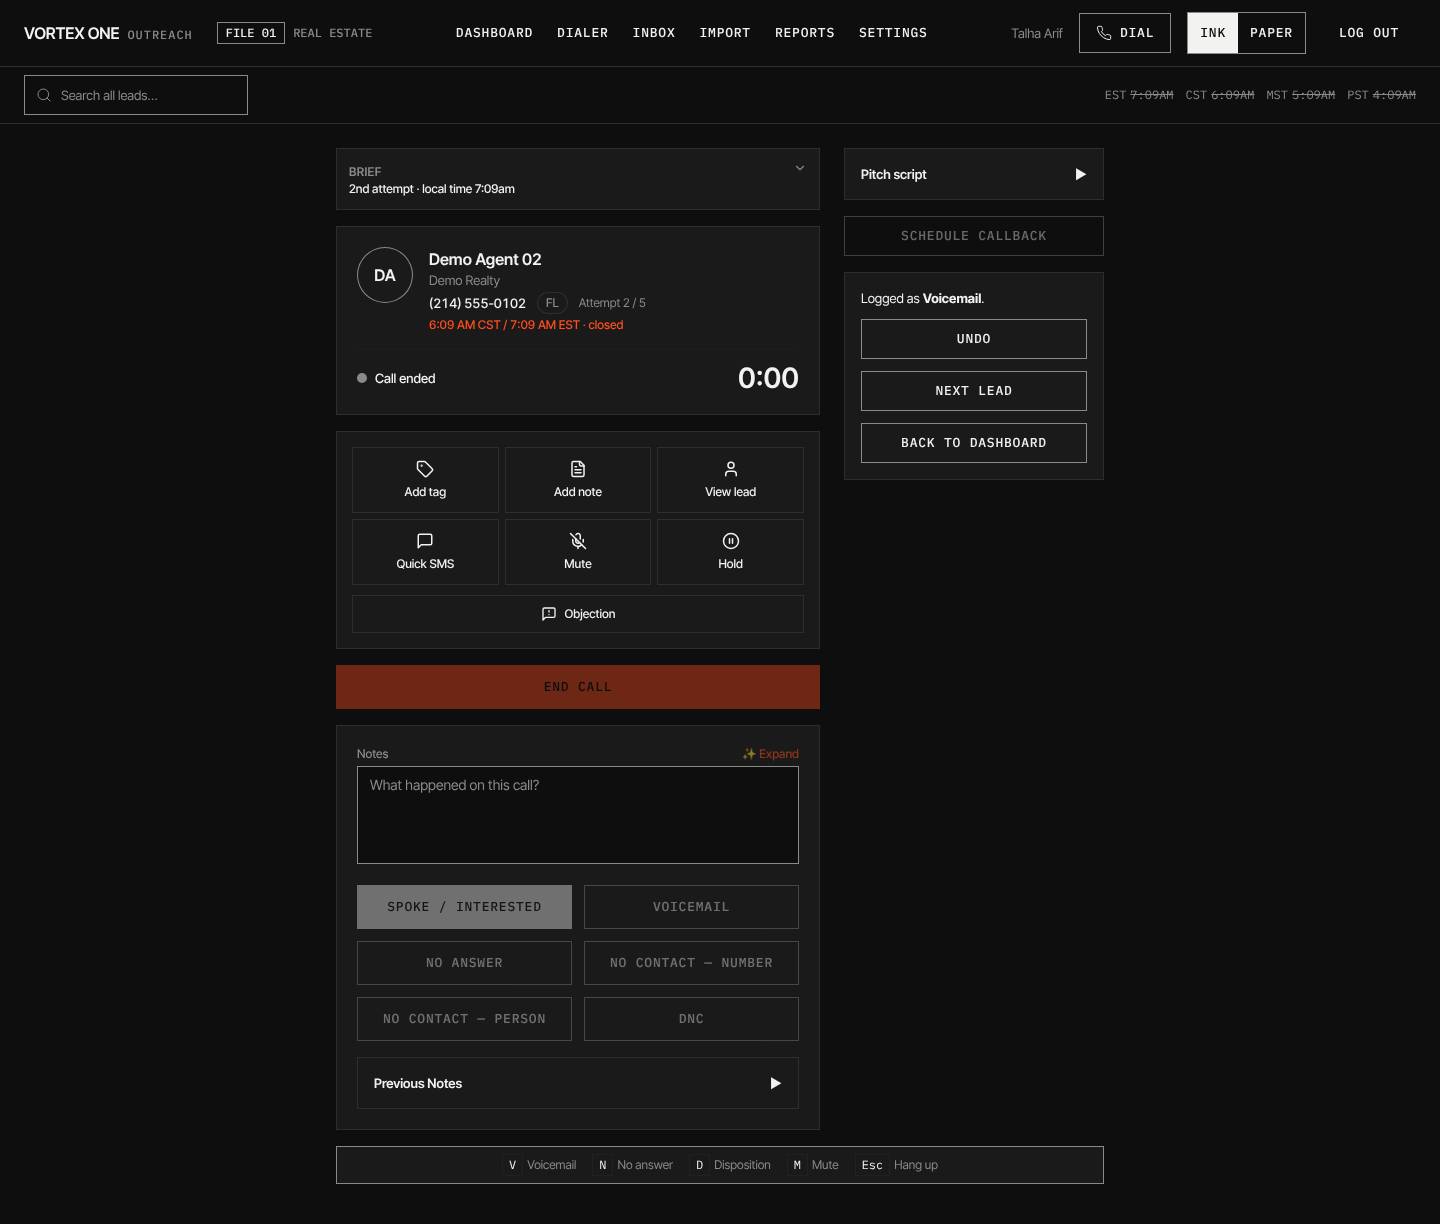 VORTEX ONE OUTREACH FILE 01 REAL ESTATE DASHBOARD DIALER INBOX IMPORT REPORTS SETTINGS Talha Arif DIAL INK PAPER LOG OUT
Search all leads... EST 7:09AM CST 6:09AM MST 5:09AM PST 4:09AM
BRIEF
2nd attempt · local time 7:09am
DA
Demo Agent 02
Demo Realty
(214) 555-0102 FL Attempt 2 / 5
6:09 AM CST / 7:09 AM EST · closed
Call ended 0:00
Add tag Add note View lead
Quick SMS Mute Hold
Objection
END CALL
Notes ✨ Expand
What happened on this call?
SPOKE / INTERESTED VOICEMAIL
NO ANSWER NO CONTACT — NUMBER
NO CONTACT — PERSON DNC
Previous Notes
Pitch script
SCHEDULE CALLBACK
Logged as Voicemail.
UNDO
NEXT LEAD
BACK TO DASHBOARD
V Voicemail N No answer D Disposition M Mute Esc Hang up